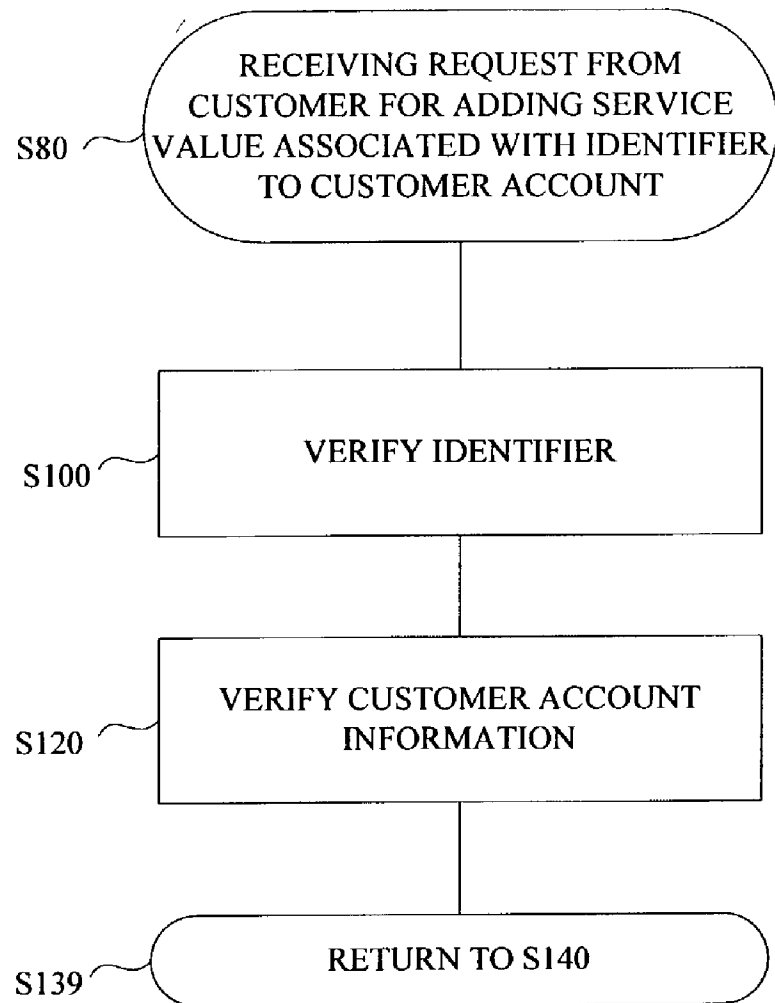 RECEIVING REQUEST FROM
CUSTOMER FOR ADDING SERVICE
VALUE ASSOCIATED WITH IDENTIFIER
TO CUSTOMER ACCOUNT
S80
VERIFY IDENTIFIER
S100
VERIFY CUSTOMER ACCOUNT
INFORMATION
S120
RETURN TO S140
S139